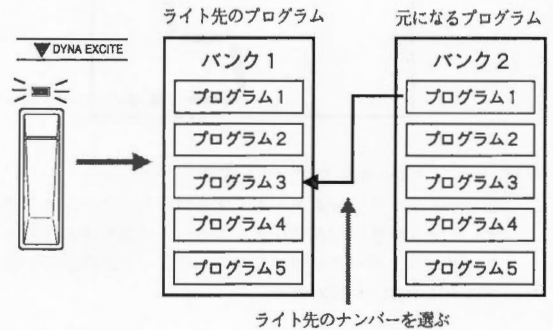 ライト先のプログラム
元になるプログラム
DYNA EXCITE
バンク1
プログラム1
プログラム2
プログラム3
プログラム4
プログラム5
バンク2
プログラム1
プログラム2
プログラム3
プログラム4
プログラム5
ライト先のナンバーを選ぶ